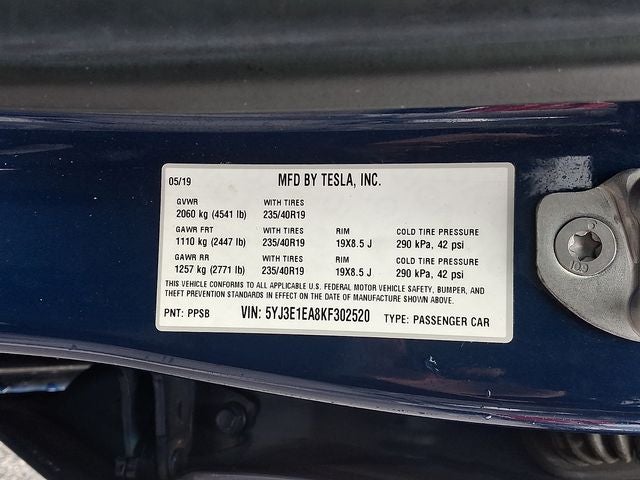 05/19 MFD BY TESLA, INC.
GVWR WITH TIRES
2060 kg (4541 lb) 235/40R19
GAWR FRT WITH TIRES RIM COLD TIRE PRESSURE
1110 kg (2447 lb) 235/40R19 19X8.5 J 290 kPa, 42 psi
GAWR RR WITH TIRES RIM COLD TIRE PRESSURE
1257 kg (2771 lb) 235/40R19 19X8.5 J 290 kPa, 42 psi
THIS VEHICLE CONFORMS TO ALL APPLICABLE U.S. FEDERAL MOTOR VEHICLE SAFETY, BUMPER, AND
THEFT PREVENTION STANDARDS IN EFFECT ON THE DATE OF MANUFACTURE SHOWN ABOVE.
PNT: PPSB VIN: 5YJ3E1EA8KF302520 TYPE: PASSENGER CAR